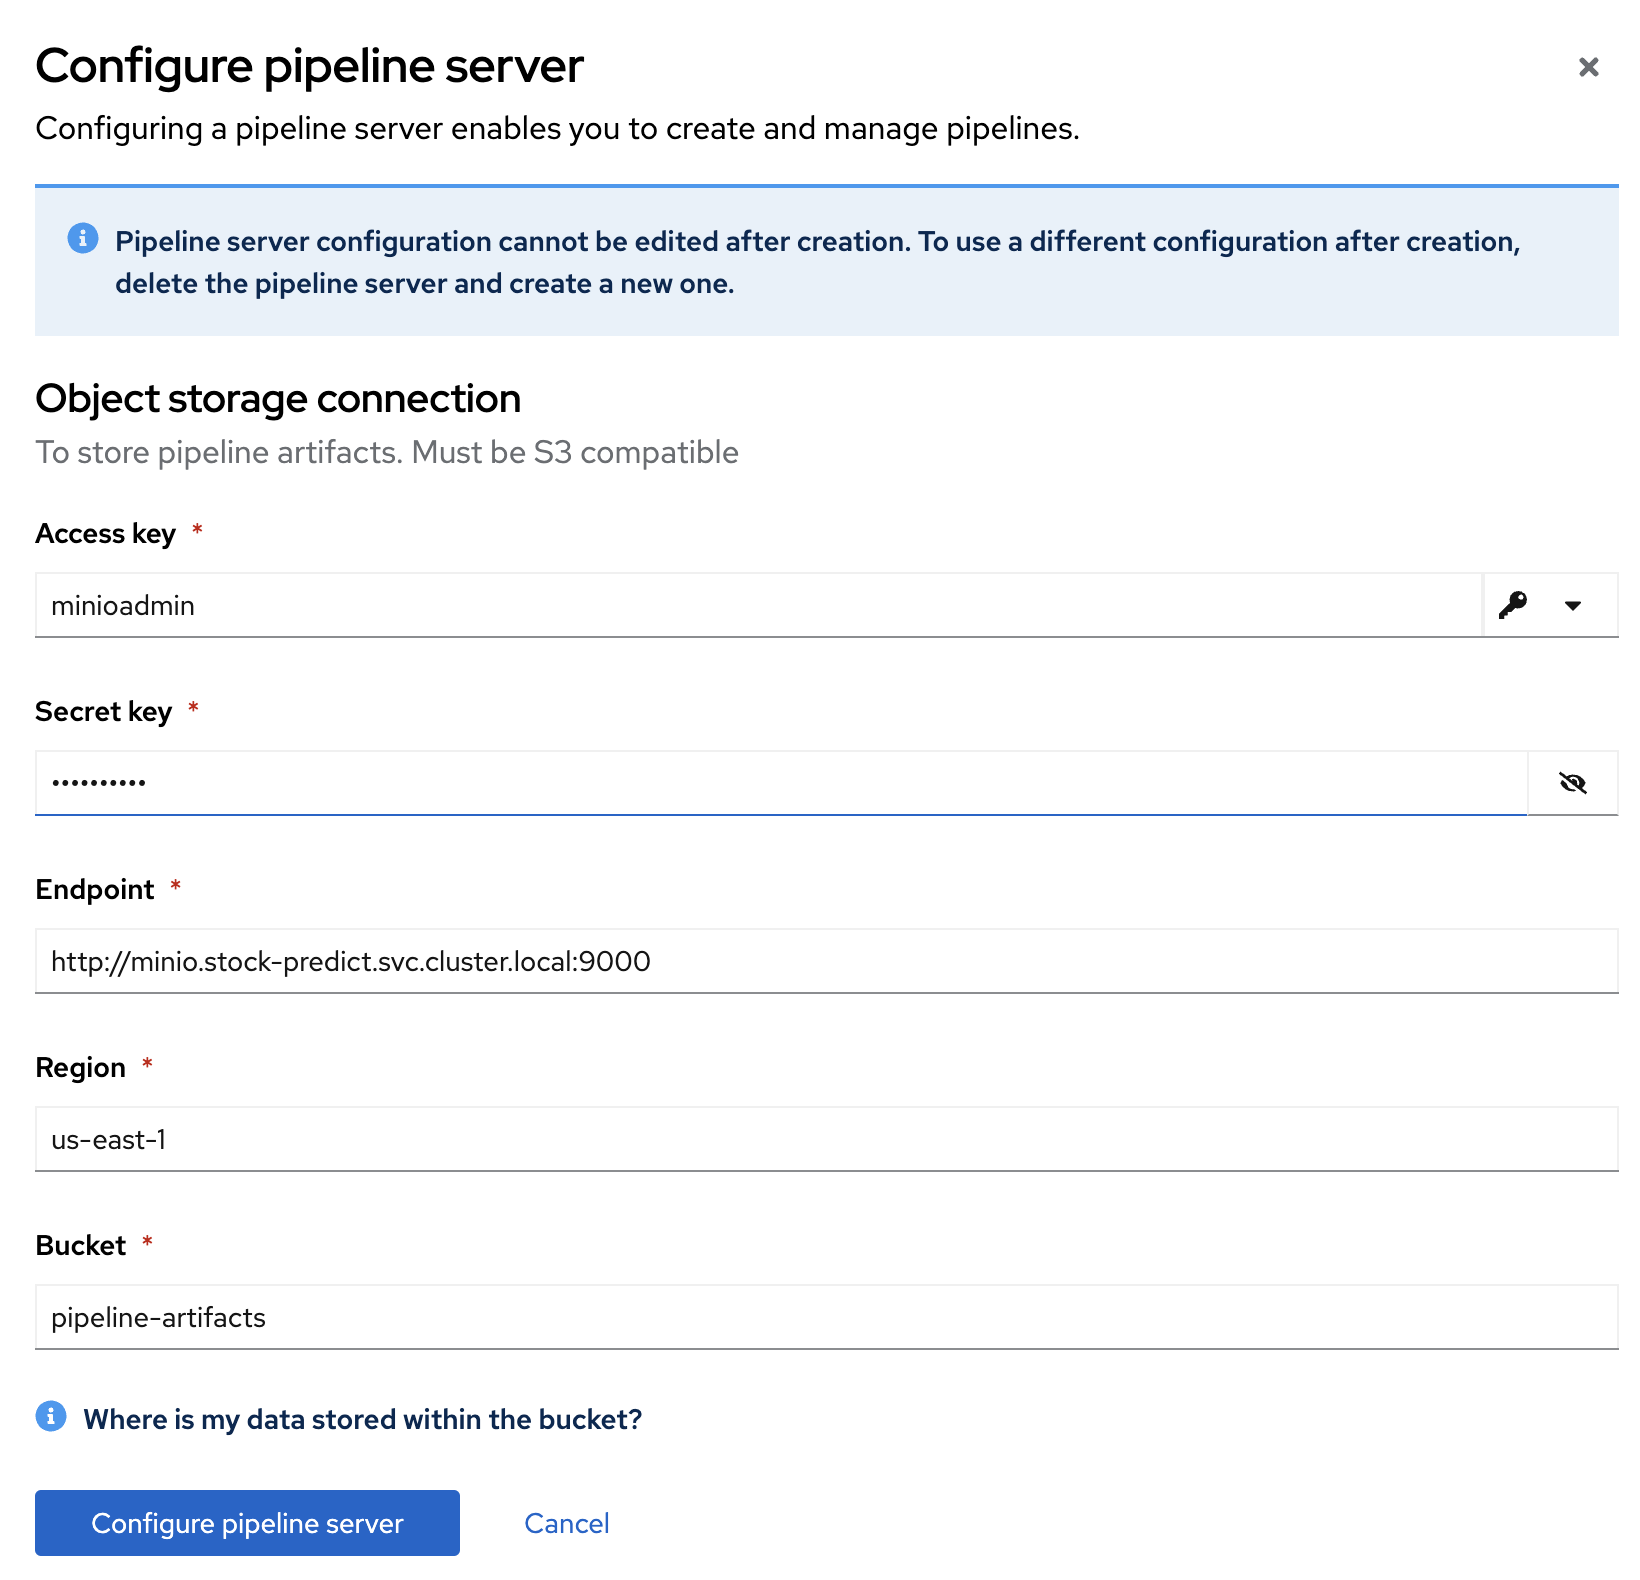 Configure pipeline server
Configuring a pipeline server enables you to create and manage pipelines.
Pipeline server configuration cannot be edited after creation. To use a different configuration after creation,
delete the pipeline server and create a new one.
Object storage connection
To store pipeline artifacts. Must be S3 compatible
Access key *
minioadmin
Secret key *
••••••••••
Endpoint *
http://minio.stock-predict.svc.cluster.local:9000
Region *
us-east-1
Bucket *
pipeline-artifacts
Where is my data stored within the bucket?
Configure pipeline server Cancel